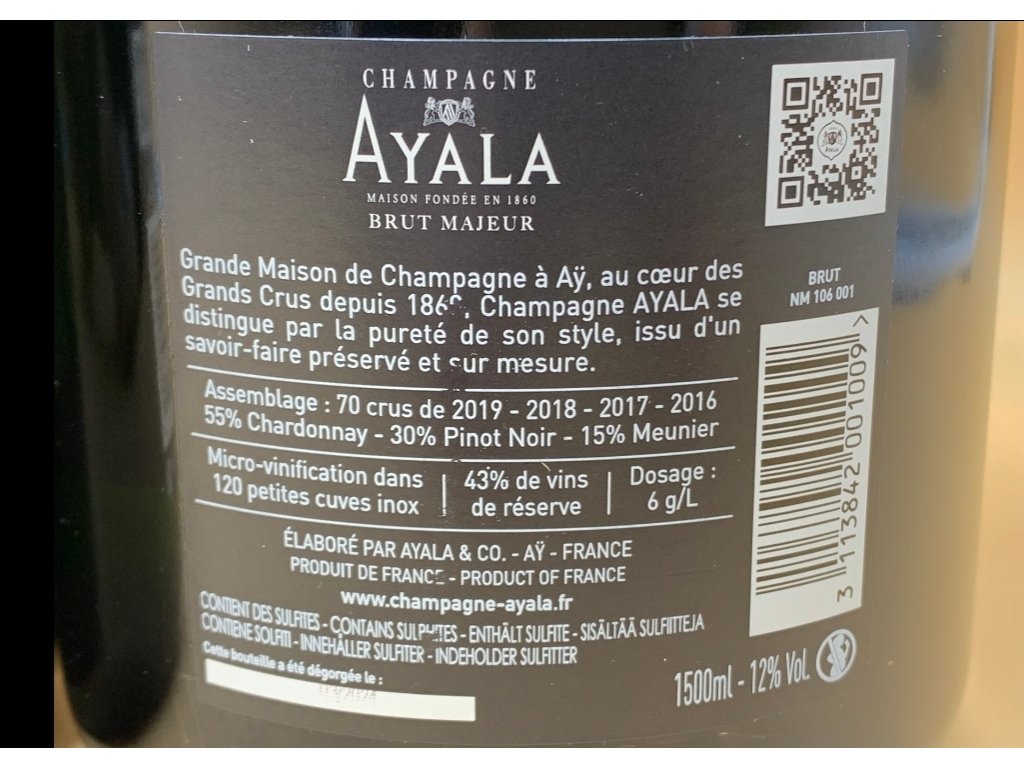 CHAMPAGNE
AYALA
MAISON FONDÉE EN 1860
BRUT MAJEUR
Grande Maison de Champagne à Aÿ, au cœur des
Grands Crus depuis 1860, Champagne AYALA se
distingue par la pureté de son style, issu d'un
savoir-faire préservé et sur mesure.
Assemblage : 70 crus de 2019 - 2018 - 2017 - 2016
55% Chardonnay - 30% Pinot Noir - 15% Meunier
Micro-vinification dans
120 petites cuves inox
43% de vins
de réserve
Dosage :
6 g/L
ÉLABORÉ PAR AYALA & CO. - AŸ - FRANCE
PRODUIT DE FRANCE - PRODUCT OF FRANCE
www.champagne-ayala.fr
CONTIENT DES SULFITES - CONTAINS SULPHITES - ENTHÄLT SULFITE - SISÄLTÄÄ SULFIITTEJA
CONTIENE SOLFITI - INNEHÅLLER SULFITER - INDEHOLDER SULFITTER
Cette bouteille a été dégorgée le :
AYALA
BRUT
NM 106 001
3 113842 001009 >
1500ml - 12% Vol.